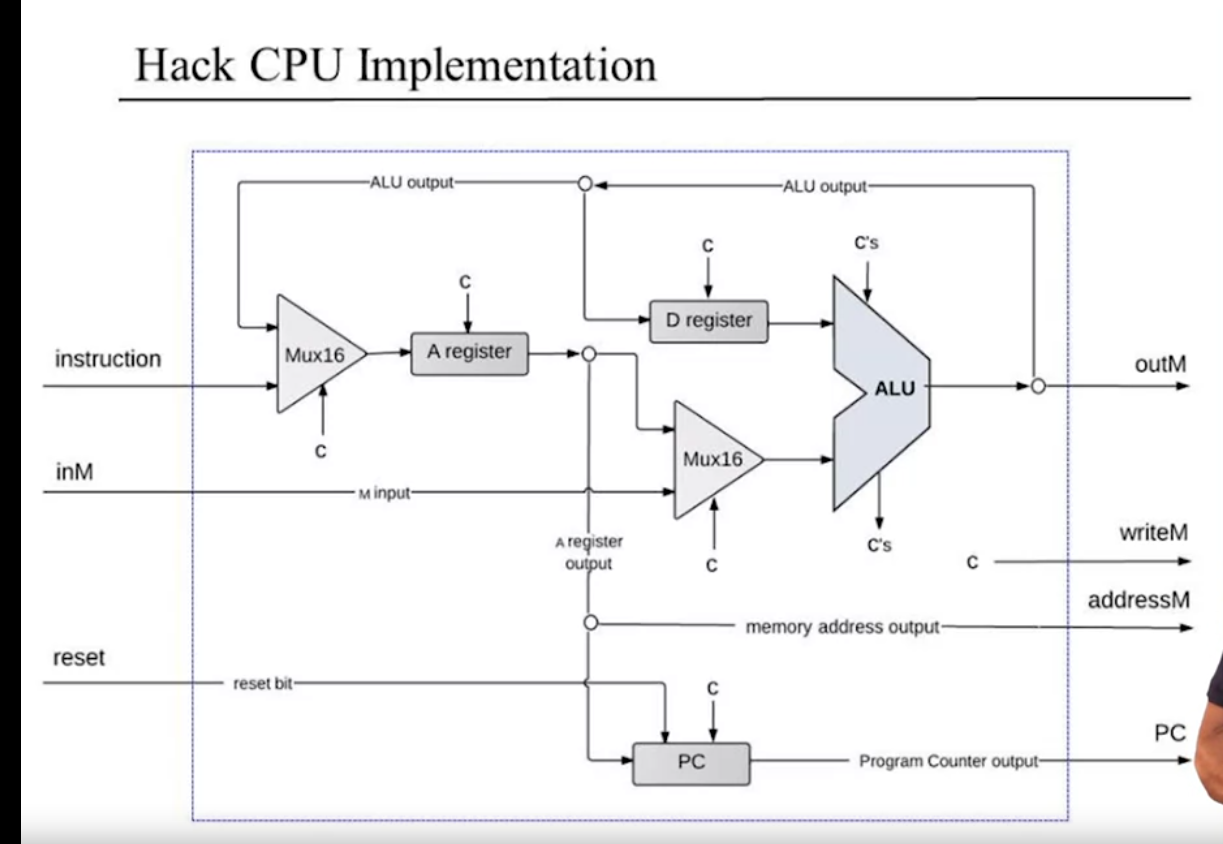 Hack CPU Implementation
ALU output
ALU output
C
C's
C
D register
instruction
Mux16
A register
ALU
outM
C
inM
Mux16
M input
A register
output
C
C's
writeM
C
addressM
memory address output
reset
reset bit
C
PC
PC
Program Counter output